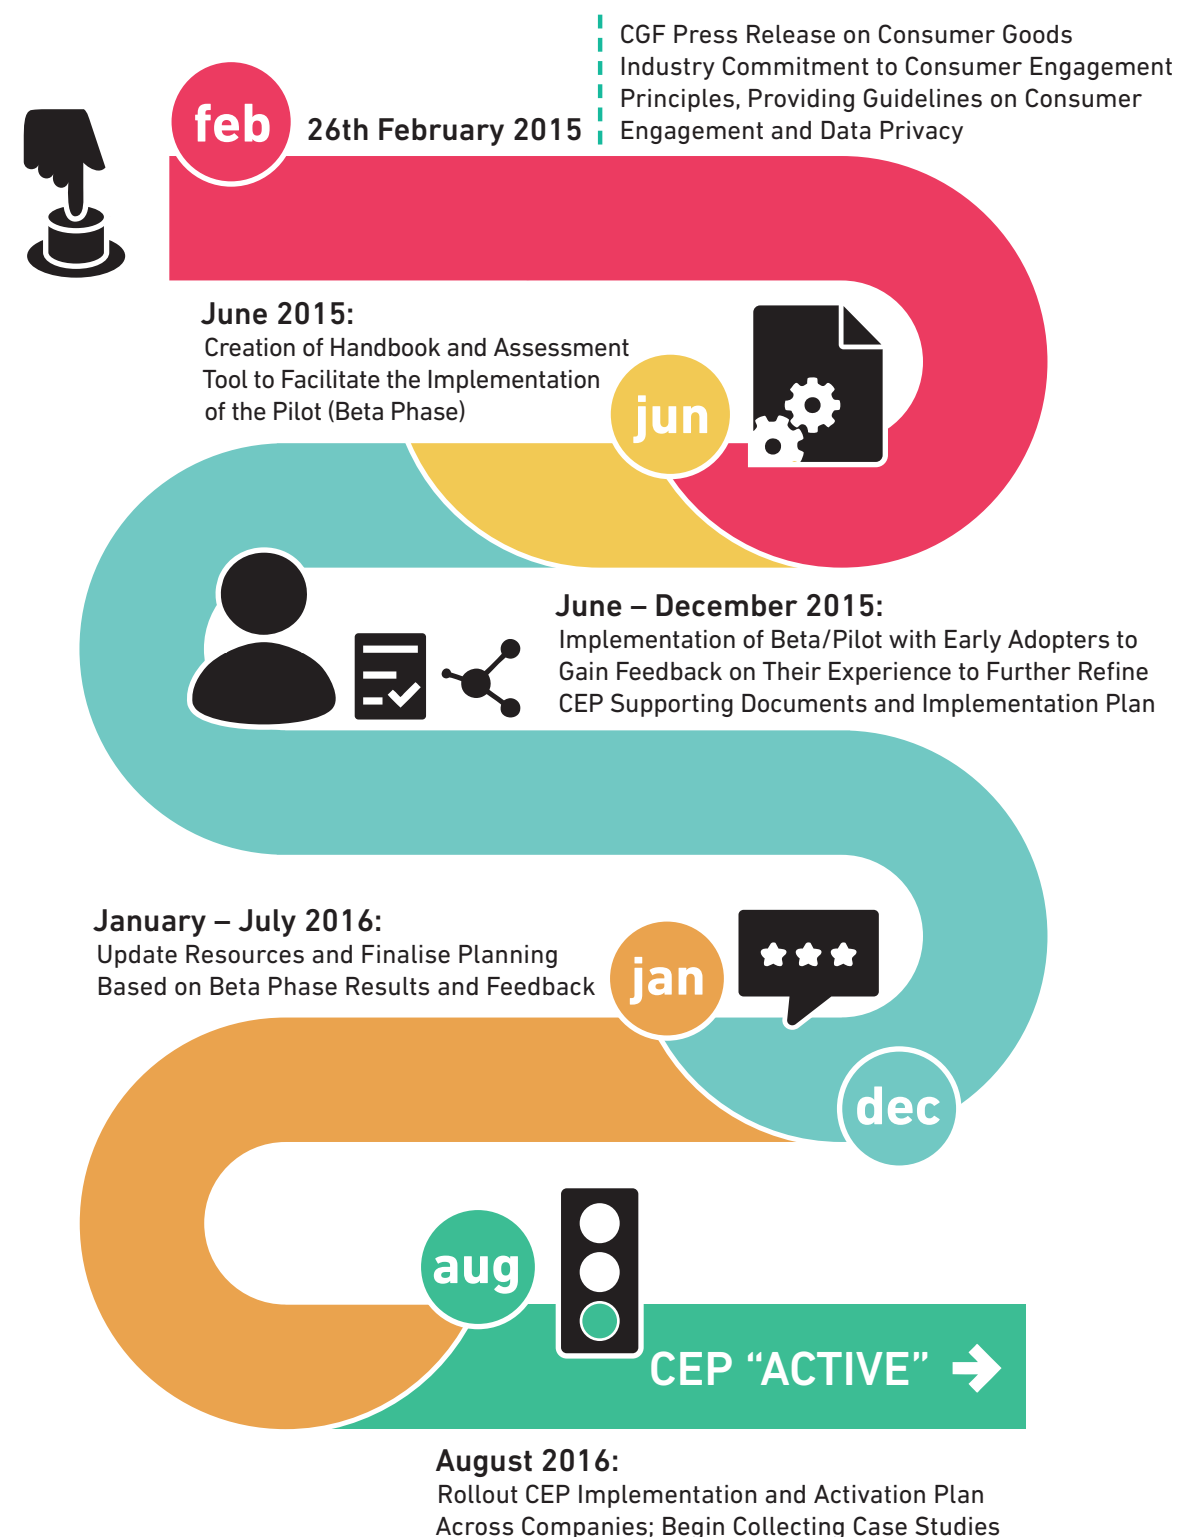 CGF Press Release on Consumer Goods
Industry Commitment to Consumer Engagement
Principles, Providing Guidelines on Consumer
Engagement and Data Privacy
feb
26th February 2015
June 2015:
Creation of Handbook and Assessment
Tool to Facilitate the Implementation
of the Pilot (Beta Phase)
jun
June – December 2015:
Implementation of Beta/Pilot with Early Adopters to
Gain Feedback on Their Experience to Further Refine
CEP Supporting Documents and Implementation Plan
January – July 2016:
Update Resources and Finalise Planning
Based on Beta Phase Results and Feedback
jan
dec
aug
CEP “ACTIVE”
August 2016:
Rollout CEP Implementation and Activation Plan
Across Companies; Begin Collecting Case Studies